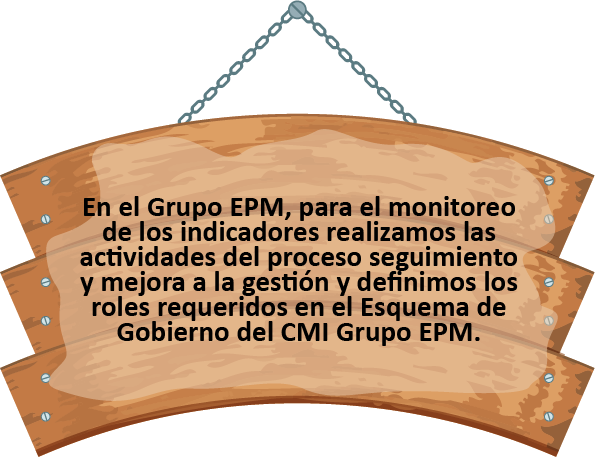 En el Grupo EPM, para el monitoreo
de los indicadores realizamos las
actividades del proceso seguimiento
y mejora a la gestión y definimos los
roles requeridos en el Esquema de
Gobierno del CMI Grupo EPM.